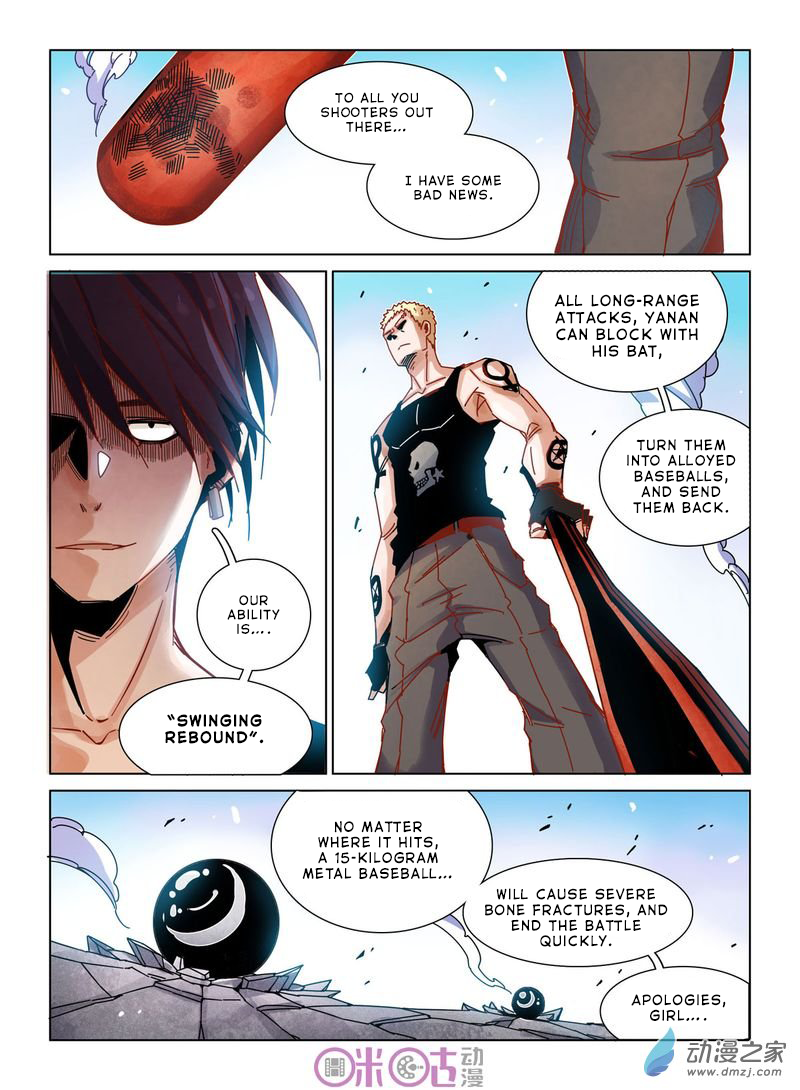 TO ALL YOU
SHOOTERS OUT
THERE...
I HAVE SOME
BAD NEWS.
OUR
ABILITY
IS....
"SWINGING
REBOUND".
ALL LONG-RANGE
ATTACKS, YANAN
CAN BLOCK WITH
HIS BAT,
TURN THEM
INTO ALLOYED
BASEBALLS,
AND SEND
THEM BACK.
NO MATTER
WHERE IT HITS,
A 15-KILOGRAM
METAL BASEBALL...
WILL CAUSE SEVERE
BONE FRACTURES, AND
END THE BATTLE
QUICKLY.
APOLOGIES,
GIRL....
咪咕动漫
动漫之家
www.dmzj.com